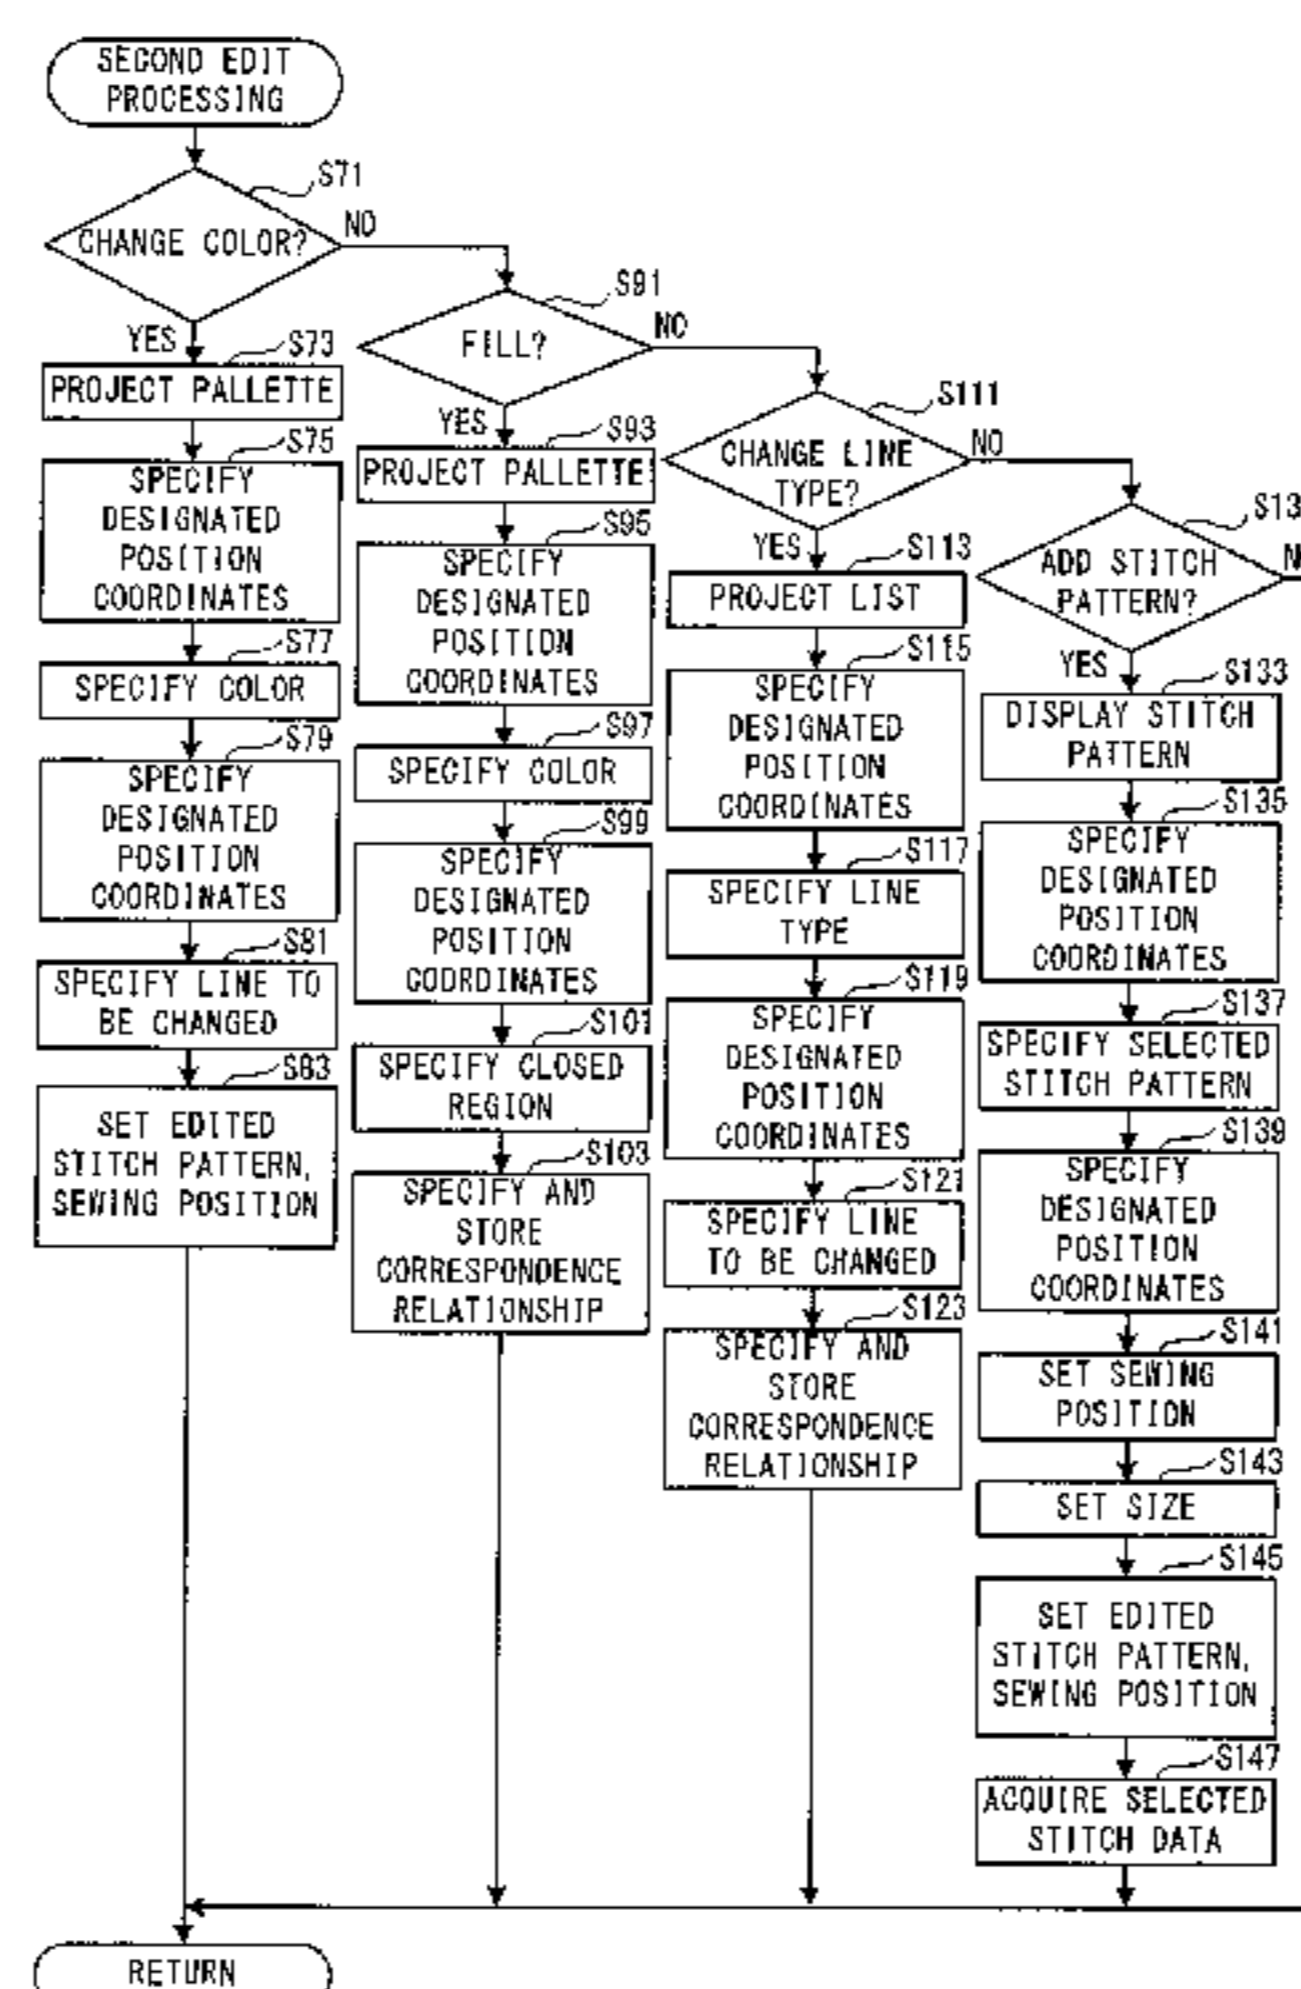 SECOND EDIT
PROCESSING
S71
CHANGE COLOR?
NO
YES
S73
PROJECT PALLETTE
S75
SPECIFY
DESIGNATED
POSITION
COORDINATES
S77
SPECIFY COLOR
S79
SPECIFY
DESIGNATED
POSITION
COORDINATES
S81
SPECIFY LINE TO
BE CHANGED
S83
SET EDITED
STITCH PATTERN,
SEWING POSITION
S91
FILL?
NO
YES
S93
PROJECT PALLETTE
S95
SPECIFY
DESIGNATED
POSITION
COORDINATES
S97
SPECIFY COLOR
S99
SPECIFY
DESIGNATED
POSITION
COORDINATES
S101
SPECIFY CLOSED
REGION
S103
SPECIFY AND
STORE
CORRESPONDENCE
RELATIONSHIP
S111
CHANGE LINE
TYPE?
NO
YES
S113
PROJECT LIST
S115
SPECIFY
DESIGNATED
POSITION
COORDINATES
S117
SPECIFY LINE
TYPE
S119
SPECIFY
DESIGNATED
POSITION
COORDINATES
S121
SPECIFY LINE
TO BE CHANGED
S123
SPECIFY AND
STORE
CORRESPONDENCE
RELATIONSHIP
S13
ADD STITCH
PATTERN?
N
YES
S133
DISPLAY STITCH
PATTERN
S135
SPECIFY
DESIGNATED
POSITION
COORDINATES
S137
SPECIFY SELECTED
STITCH PATTERN
S139
SPECIFY
DESIGNATED
POSITION
COORDINATES
S141
SET SEWING
POSITION
S143
SET SIZE
S145
SET EDITED
STITCH PATTERN,
SEWING POSITION
S147
ACQUIRE SELECTED
STITCH DATA
RETURN